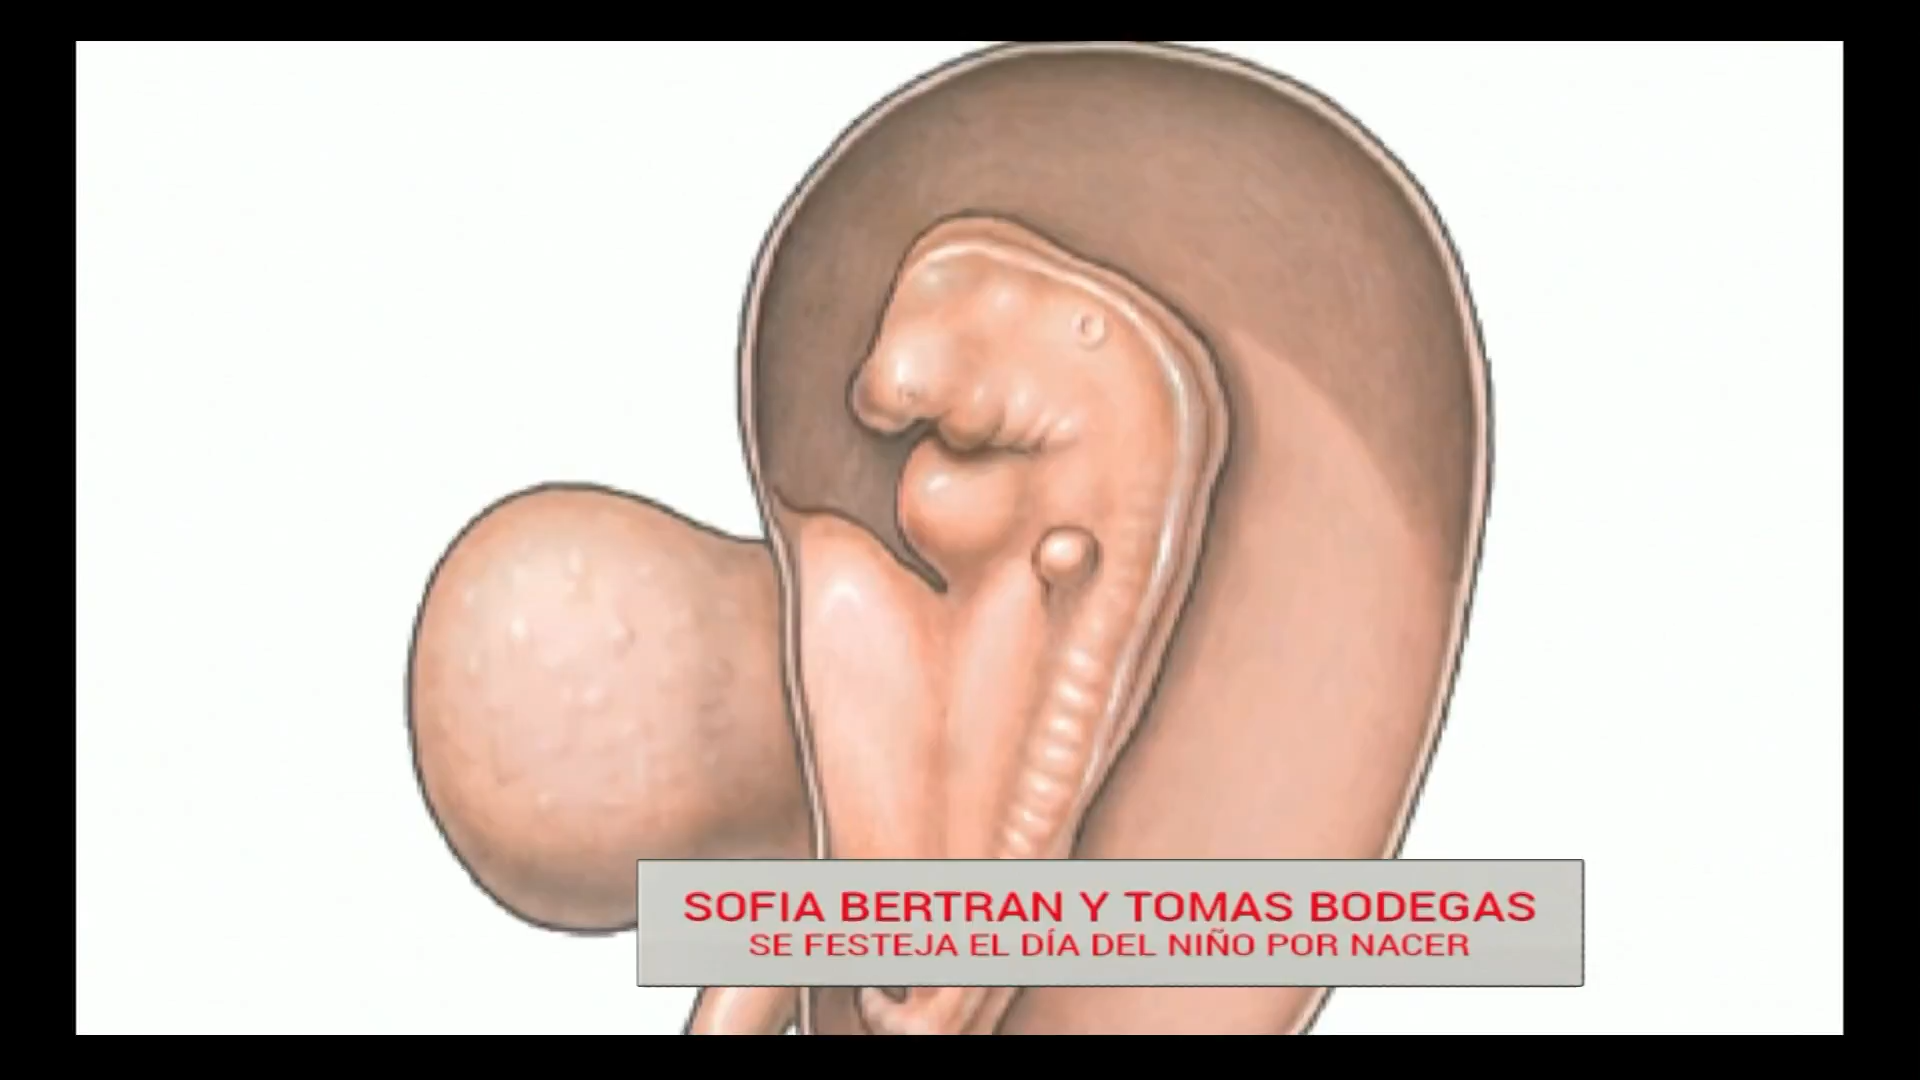 SOFIA BERTRAN Y TOMAS BODEGAS
SE FESTEJA EL DÍA DEL NIÑO POR NACER